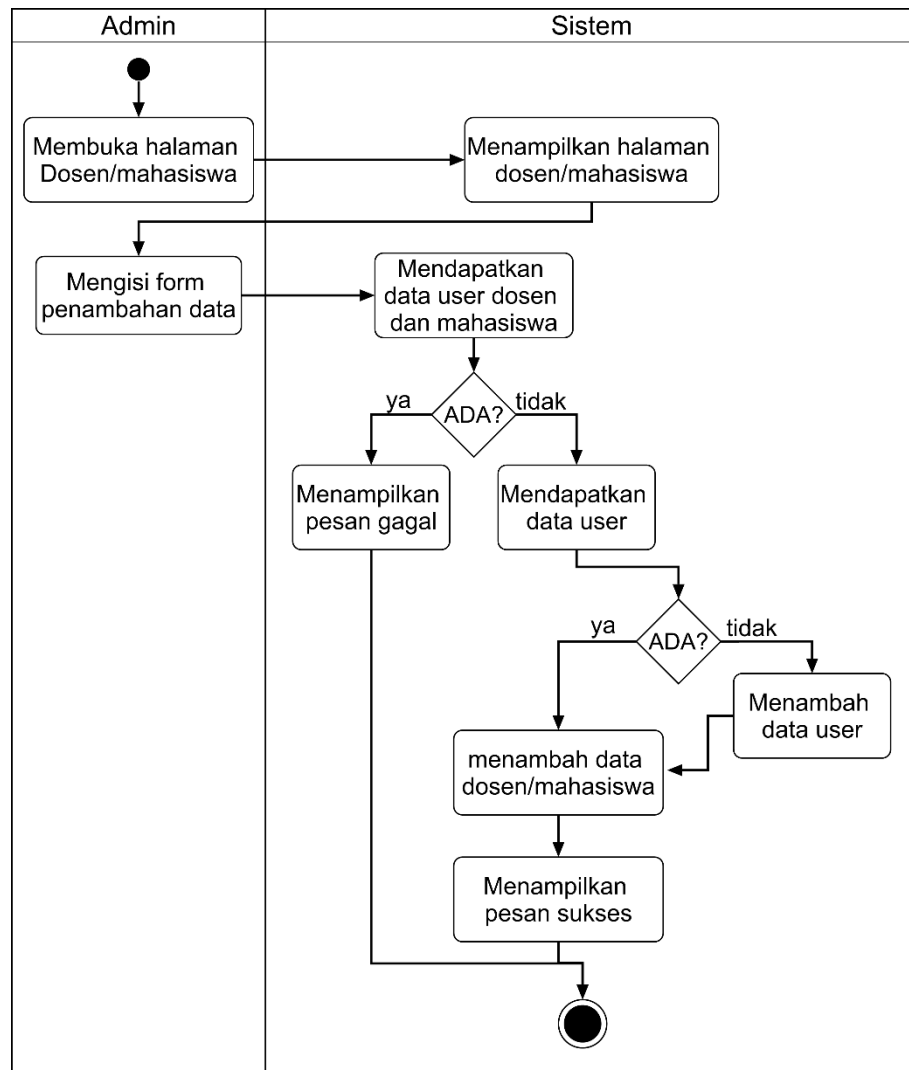 Admin
Sistem
Membuka halaman
Dosen/mahasiswa
Menampilkan halaman
dosen/mahasiswa
Mengisi form
penambahan data
Mendapatkan
data user dosen
dan mahasiswa
ya
ADA?
tidak
Menampilkan
pesan gagal
Mendapatkan
data user
ya
ADA?
tidak
Menambah
data user
menambah data
dosen/mahasiswa
Menampilkan
pesan sukses